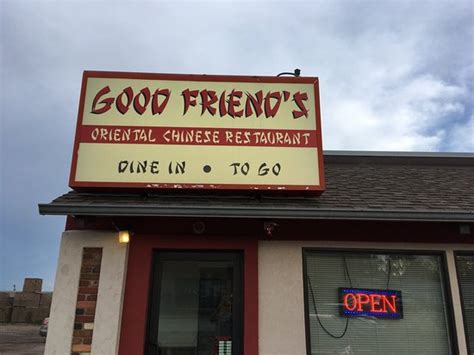 GOOD FRIEND'S
ORIENTAL CHINESE RESTAURANT
DINE IN • TO GO
OPEN